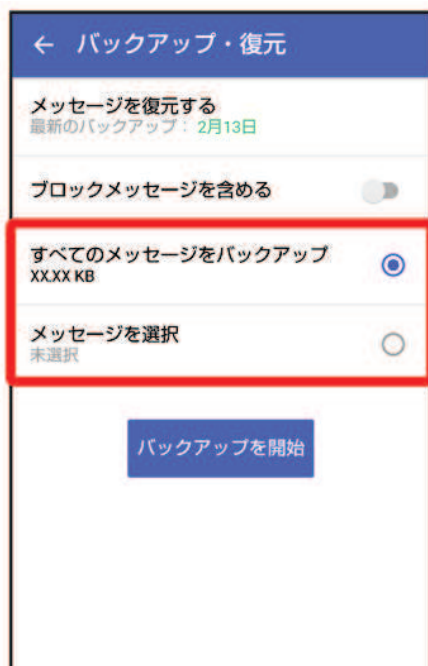 ← バックアップ・復元
メッセージを復元する
最新のバックアップ： 2月13日
ブロックメッセージを含める
すべてのメッセージをバックアップ
XX.XX KB
メッセージを選択
未選択
バックアップを開始